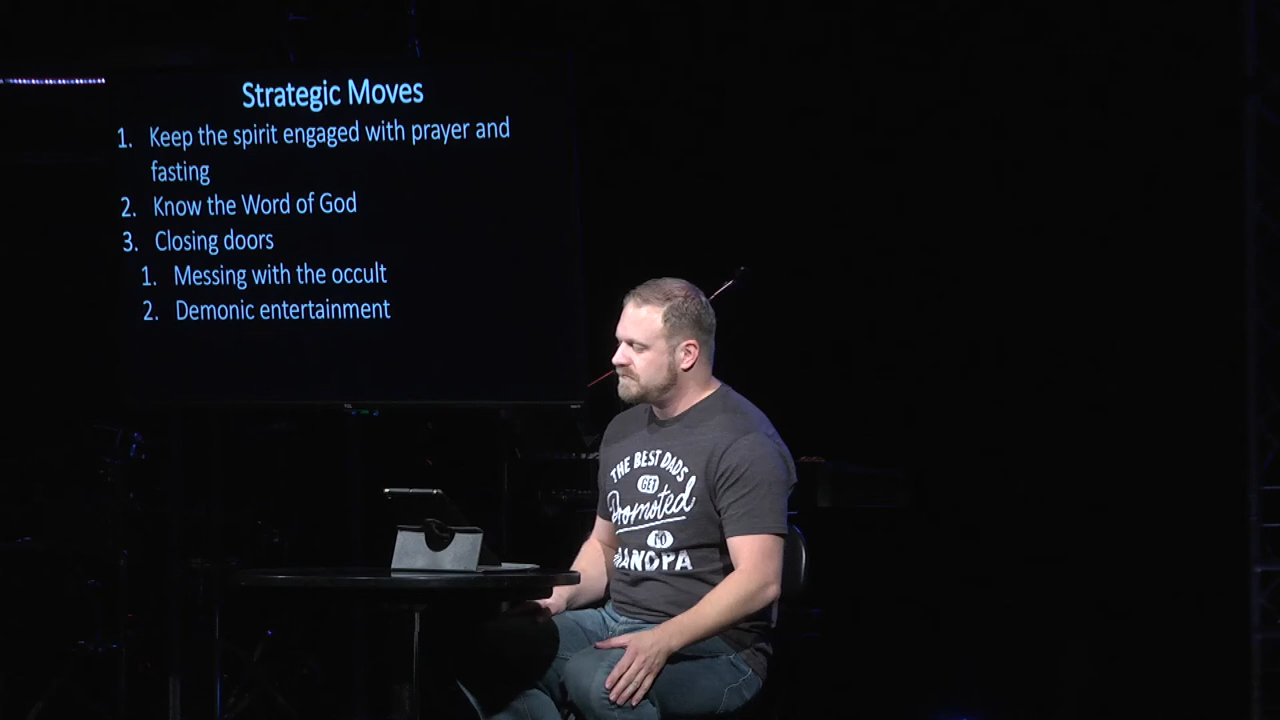 Strategic Moves
1. Keep the spirit engaged with prayer and
fasting
2. Know the Word of God
3. Closing doors
1. Messing with the occult
2. Demonic entertainment
THE BEST DADS
GET
Promoted
TO
GRANDPA